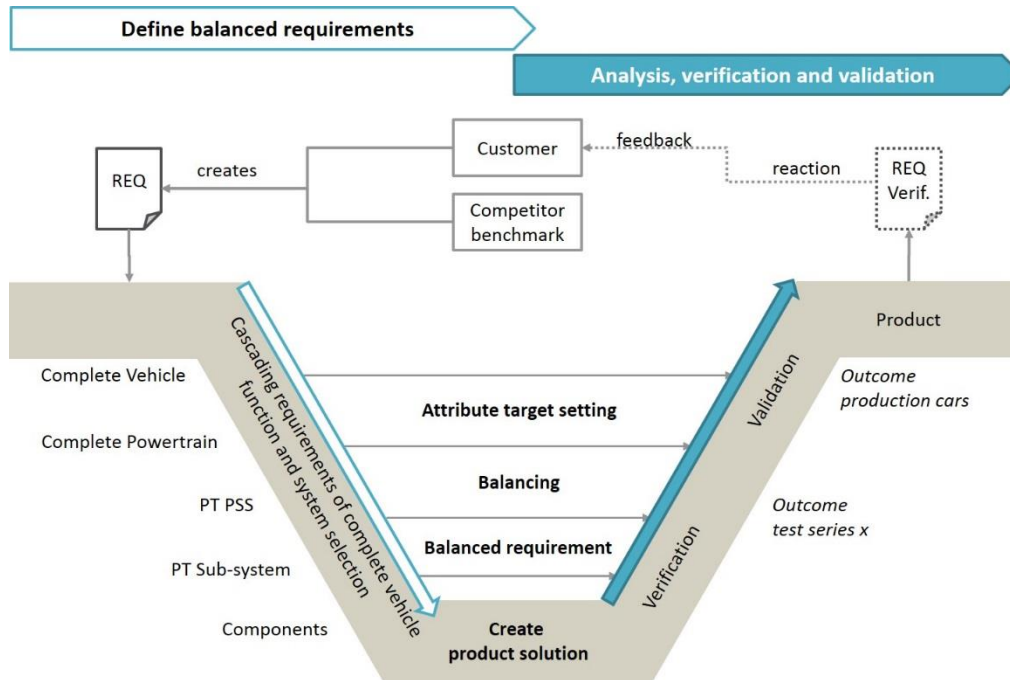 Define balanced requirements
Analysis, verification and validation
REQ
creates
Customer
Competitor
benchmark
feedback
reaction
REQ
Verif.
Product
Cascading requirements of complete vehicle
function and system selection
Complete Vehicle
Complete Powertrain
PT PSS
PT Sub-system
Components
Attribute target setting
Balancing
Balanced requirement
Create
product solution
Verification
Validation
Outcome
production cars
Outcome
test series x